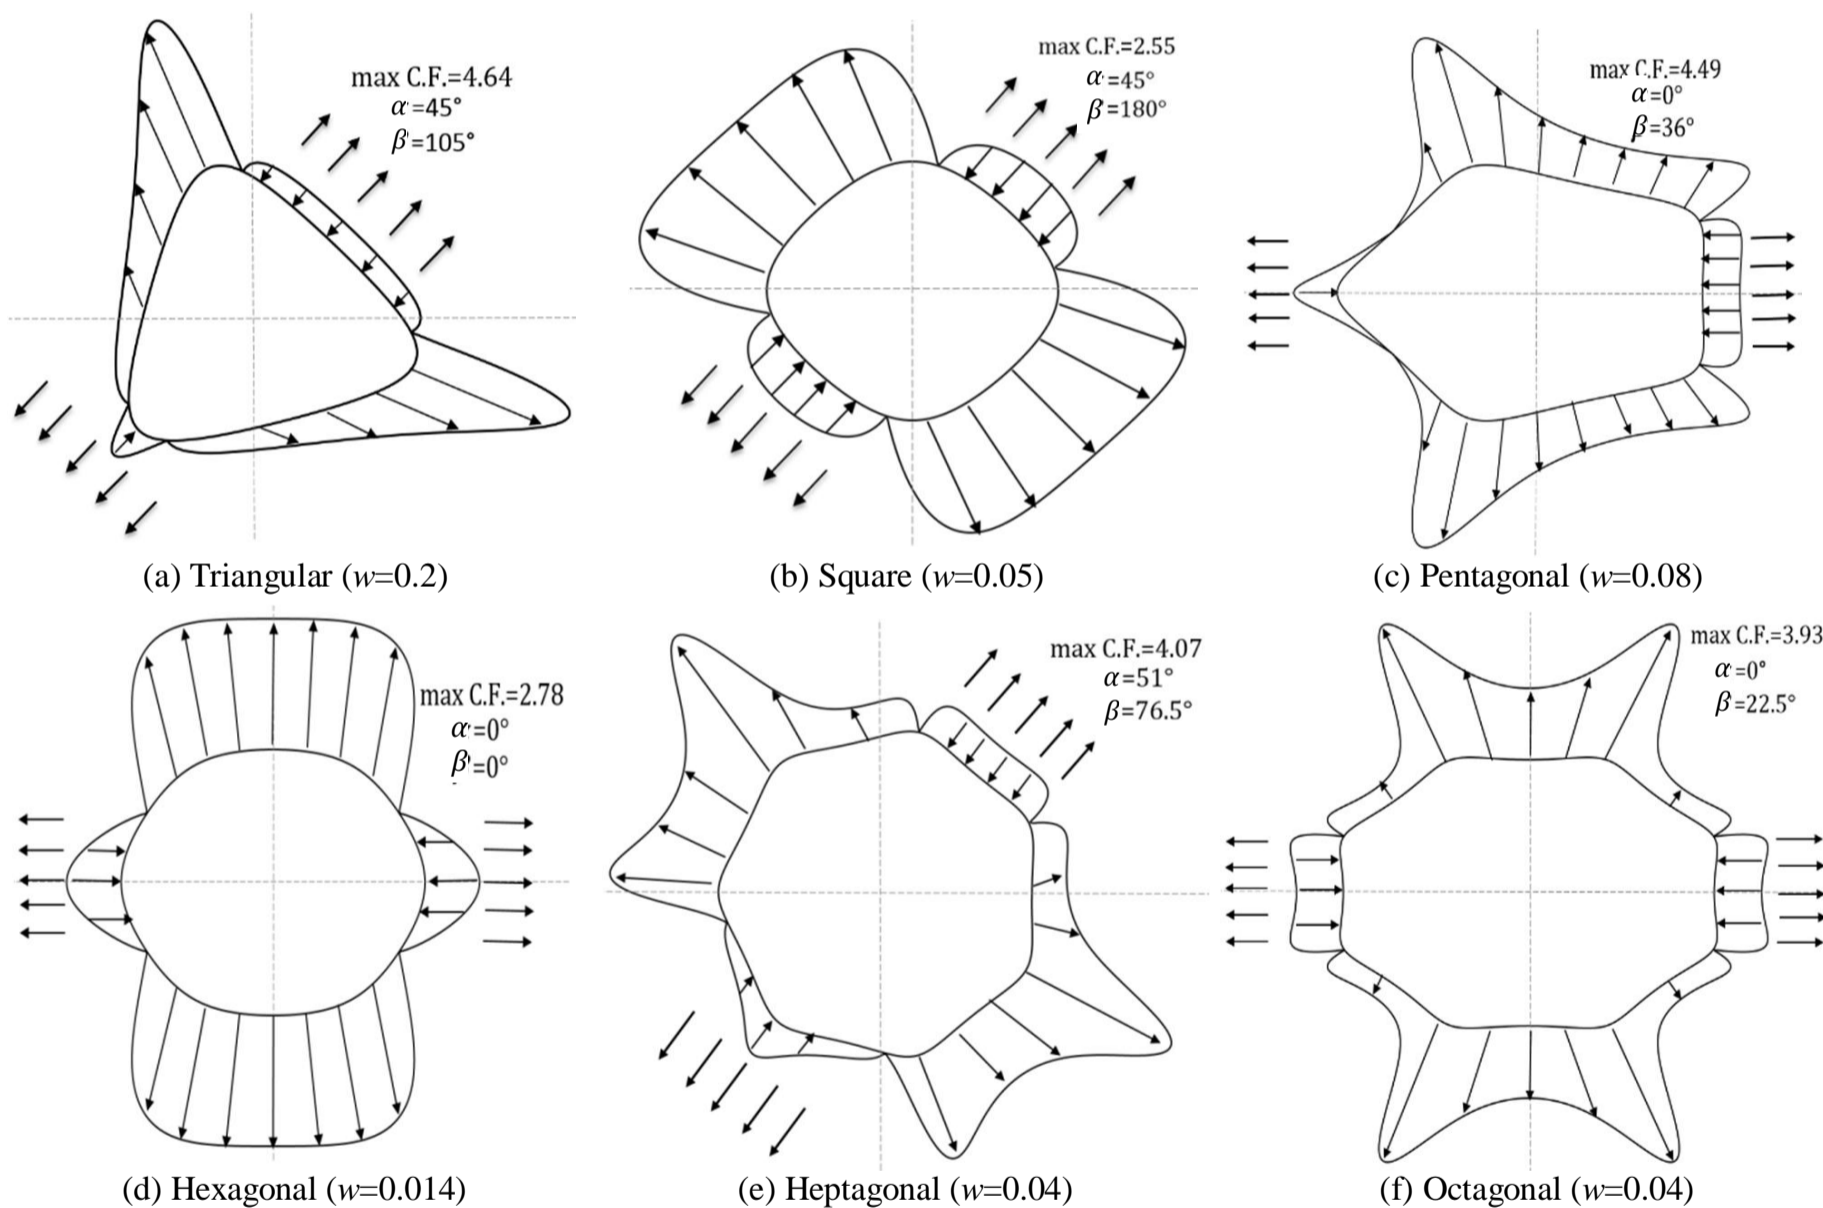 max C.F.=4.64
α=45°
β=105°
(a) Triangular (w=0.2)
max C.F.=2.55
α=45°
β=180°
(b) Square (w=0.05)
max C.F.=4.49
α=0°
β=36°
(c) Pentagonal (w=0.08)
max C.F.=2.78
α=0°
β=0°
(d) Hexagonal (w=0.014)
max C.F.=4.07
α=51°
β=76.5°
(e) Heptagonal (w=0.04)
max C.F.=3.93
α=0°
β=22.5°
(f) Octagonal (w=0.04)